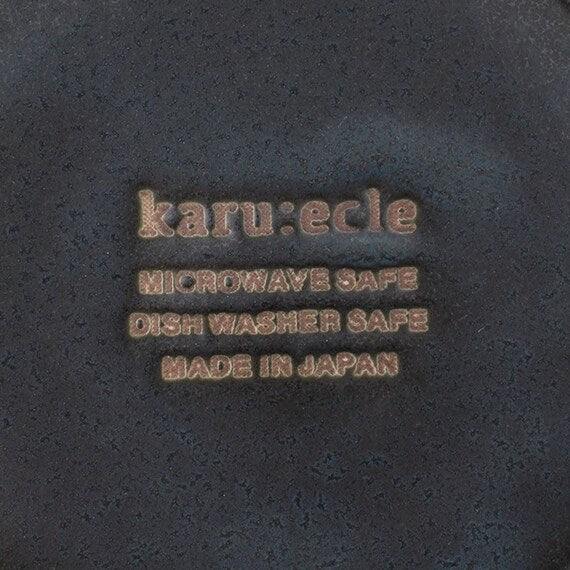 karu:ecle
MICROWAVE SAFE
DISH WASHER SAFE
MADE IN JAPAN